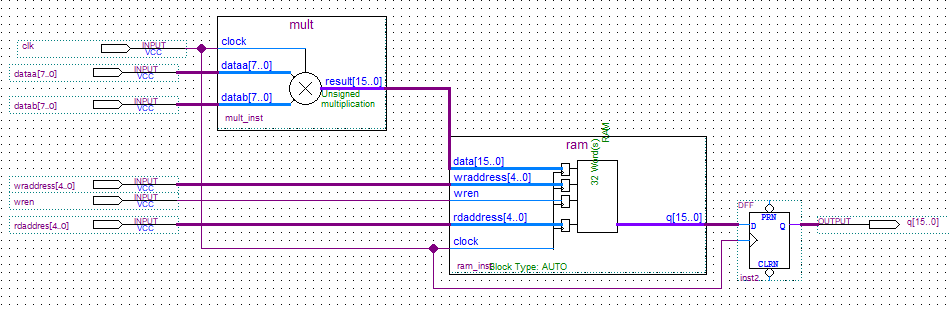 mult
clk
INPUT
VCC
clock
dataa[7..0]
INPUT
VCC
dataa[7..0]
result[15..0]
datab[7..0]
INPUT
VCC
datab[7..0]
Unsigned
multiplication
mult_inst
ram
RAM
32 Word(s)
data[15..0]
wraddress[4..0]
INPUT
VCC
wraddress[4..0]
wren
INPUT
VCC
wren
rdaddres[4..0]
INPUT
VCC
rdaddress[4..0]
q[15..0]
clock
ram_inst
Block Type: AUTO
DFF
PRN
D
Q
CLRN
inst2
OUTPUT
q[15..0]